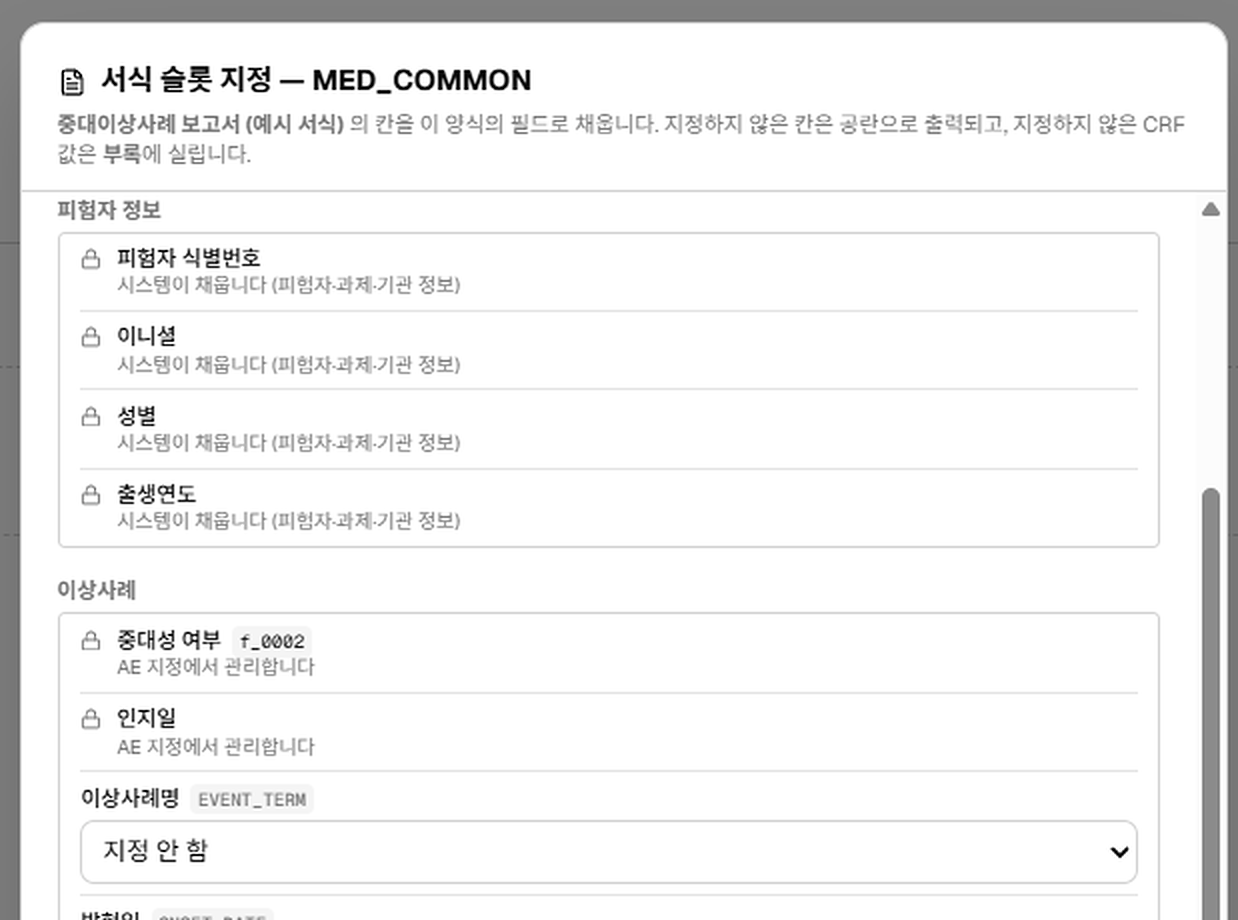 서식 슬롯 지정 — MED_COMMON
중대이상사례 보고서 (예시 서식) 의 칸을 이 양식의 필드로 채웁니다. 지정하지 않은 칸은 공란으로 출력되고, 지정하지 않은 CRF
값은 부록에 실립니다.
피험자 정보
피험자 식별번호
시스템이 채웁니다 (피험자·과제·기관 정보)
이니셜
시스템이 채웁니다 (피험자·과제·기관 정보)
성별
시스템이 채웁니다 (피험자·과제·기관 정보)
출생연도
시스템이 채웁니다 (피험자·과제·기관 정보)
이상사례
중대성 여부 f_0002
AE 지정에서 관리합니다
인지일
AE 지정에서 관리합니다
이상사례명 EVENT_TERM
지정 안 함